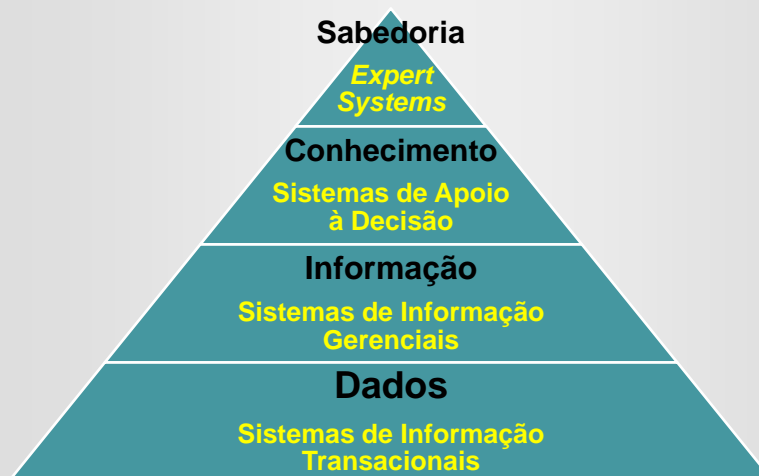 Sabedoria
Expert
Systems
Conhecimento
Sistemas de Apoio
à Decisão
Informação
Sistemas de Informação
Gerenciais
Dados
Sistemas de Informação
Transacionais